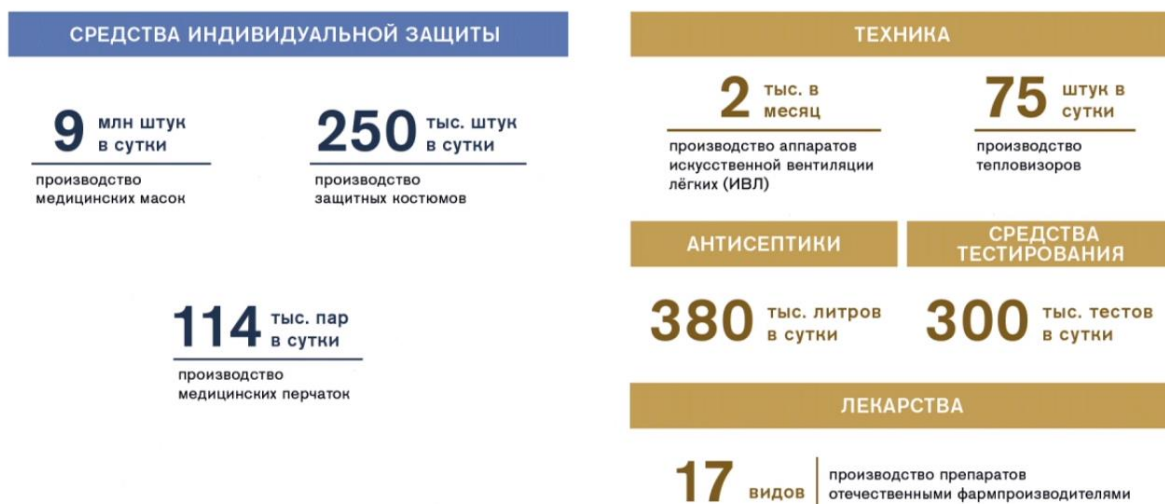 СРЕДСТВА ИНДИВИДУАЛЬНОЙ ЗАЩИТЫ
9 млн штук
в сутки
производство
медицинских масок
250 тыс. штук
в сутки
производство
защитных костюмов
114 тыс. пар
в сутки
производство
медицинских перчаток
ТЕХНИКА
2 тыс. в
месяц
производство аппаратов
искусственной вентиляции
лёгких (ИВЛ)
75 штук в
сутки
производство
тепловизоров
АНТИСЕПТИКИ
380 тыс. литров
в сутки
СРЕДСТВА
ТЕСТИРОВАНИЯ
300 тыс. тестов
в сутки
ЛЕКАРСТВА
17 видов
производство препаратов
отечественными фармпроизводителями